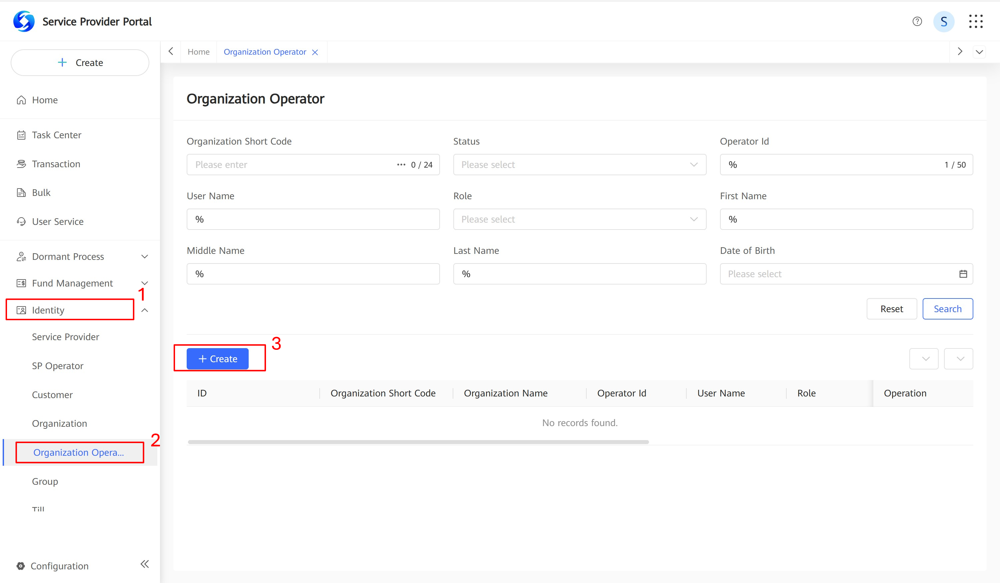 Service Provider Portal
S
Create
Home
Organization Operator
Home
Task Center
Transaction
Bulk
User Service
Dormant Process
Fund Management
1
Identity
Service Provider
SP Operator
Customer
Organization
2
Organization Opera...
Group
Till
Configuration
Organization Operator
Organization Short Code
Status
Operator Id
Please enter
••• 0 / 24
Please select
%
1 / 50
User Name
Role
First Name
%
Please select
%
Middle Name
Last Name
Date of Birth
%
%
Please select
Reset
Search
3
+ Create
ID
Organization Short Code
Organization Name
Operator Id
User Name
Role
Operation
No records found.